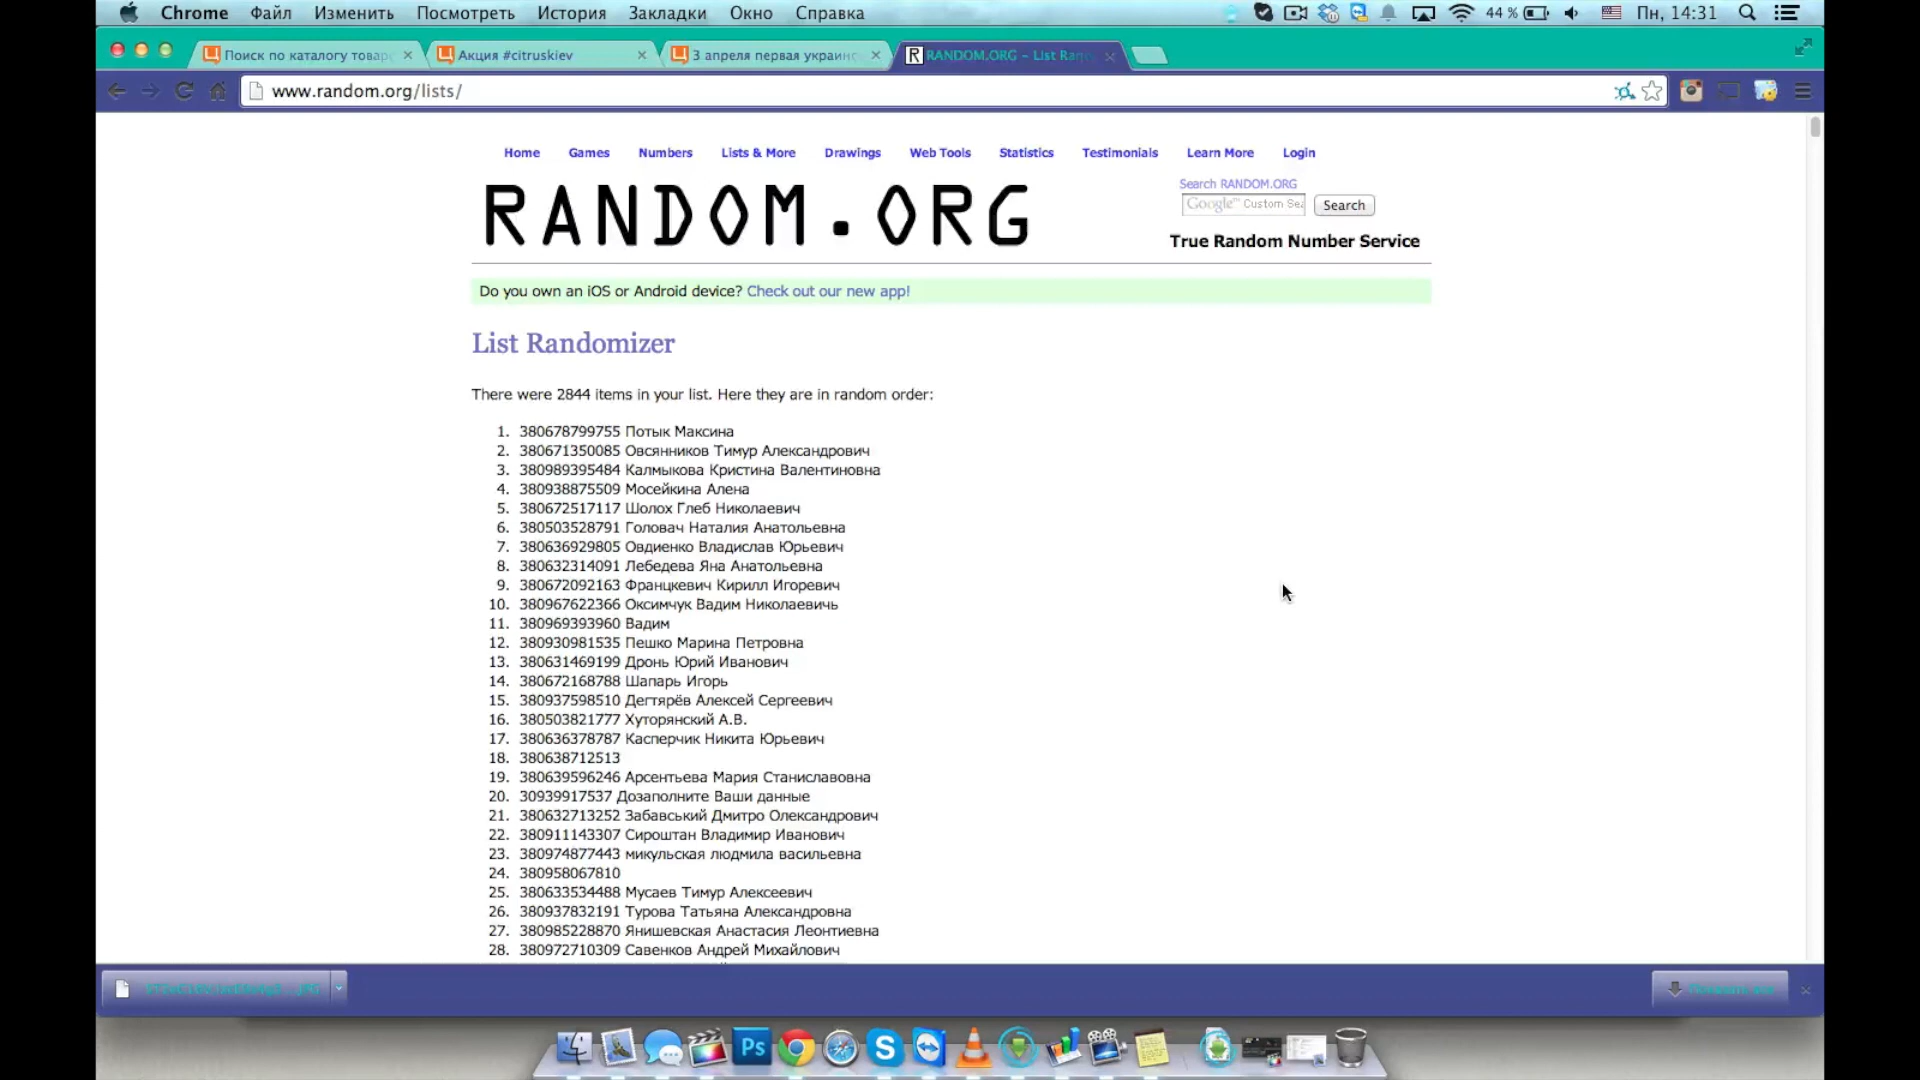 Chrome Файл Изменить Посмотреть История Закладки Окно Справка 44 % Пн, 14:31
Поиск по каталогу товар Акция #citruskiev 3 апреля первая украинс RANDOM.ORG - List Ran
www.random.org/lists/
Home Games Numbers Lists & More Drawings Web Tools Statistics Testimonials Learn More Login
RANDOM.ORG
Search RANDOM.ORG
Google™ Custom Sea Search
True Random Number Service
Do you own an iOS or Android device? Check out our new app!
List Randomizer
There were 2844 items in your list. Here they are in random order:
1. 380678799755 Потык Максина
2. 380671350085 Овсянников Тимур Александрович
3. 380989395484 Калмыкова Кристина Валентиновна
4. 380938875509 Мосейкина Алена
5. 380672517117 Шолох Глеб Николаевич
6. 380503528791 Головач Наталия Анатольевна
7. 380636929805 Овдиенко Владислав Юрьевич
8. 380632314091 Лебедева Яна Анатольевна
9. 380672092163 Францкевич Кирилл Игоревич
10. 380967622366 Оксимчук Вадим Николаевичь
11. 380969393960 Вадим
12. 380930981535 Пешко Марина Петровна
13. 380631469199 Дронь Юрий Иванович
14. 380672168788 Шапарь Игорь
15. 380937598510 Дегтярёв Алексей Сергеевич
16. 380503821777 Хуторянский А.В.
17. 380636378787 Касперчик Никита Юрьевич
18. 380638712513
19. 380639596246 Арсентьева Мария Станиславовна
20. 30939917537 Дозаполните Ваши данные
21. 380632713252 Забавський Дмитро Олександрович
22. 380911143307 Сироштан Владимир Иванович
23. 380974877443 микульская людмила васильевна
24. 380958067810
25. 380633534488 Мусаев Тимур Алексеевич
26. 380937832191 Турова Татьяна Александровна
27. 380985228870 Янишевская Анастасия Леонтиевна
28. 380972710309 Савенков Андрей Михайлович
Ps